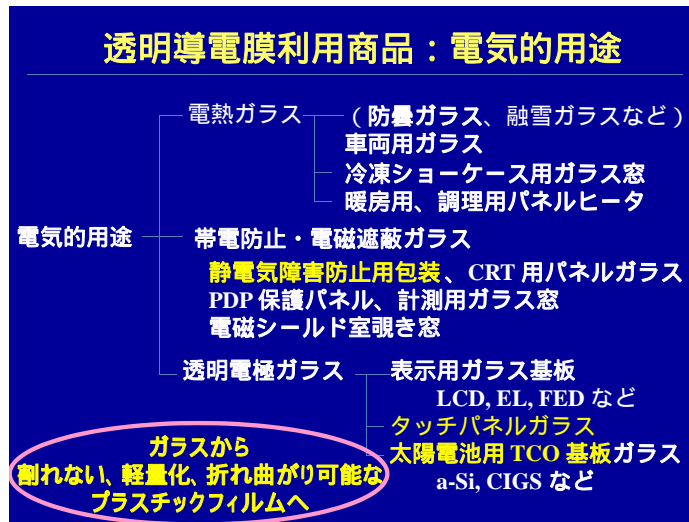 透明導電膜利用商品：電気的用途
電熱ガラス （防曇ガラス、融雪ガラスなど）
車両用ガラス
冷凍ショーケース用ガラス窓
暖房用、調理用パネルヒータ
電気的用途 帯電防止・電磁遮蔽ガラス
静電気障害防止用包装、CRT 用パネルガラス
PDP 保護パネル、計測用ガラス窓
電磁シールド室覗き窓
透明電極ガラス 表示用ガラス基板
LCD, EL, FED など
タッチパネルガラス
太陽電池用 TCO 基板ガラス
a-Si, CIGS など
ガラスから
割れない、軽量化、折れ曲がり可能な
プラスチックフィルムへ